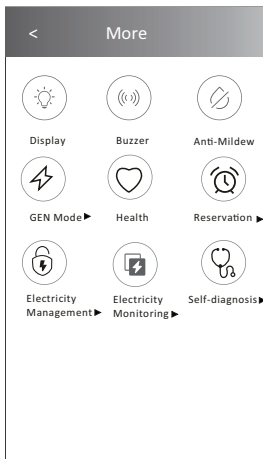 < More
Display Buzzer Anti-Mildew
GEN Mode▶ Health Reservation ▶
Electricity Management▶ Electricity Monitoring ▶ Self-diagnosis▶